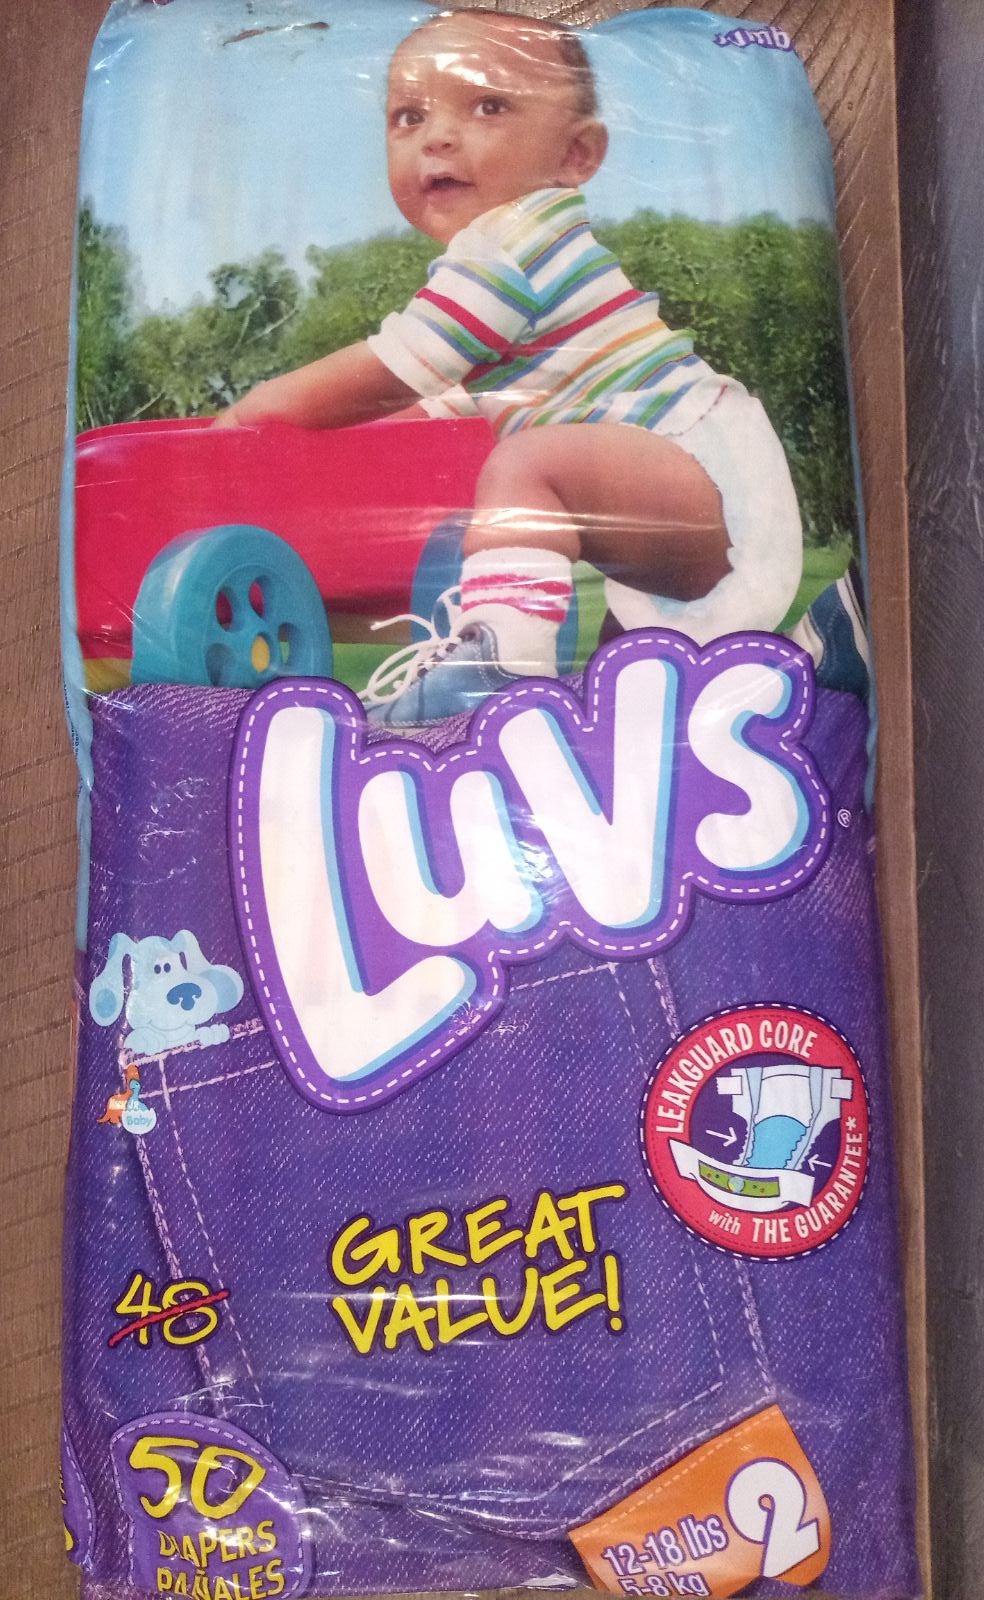 Luvs
®
LEAKGUARD CORE
with THE GUARANTEE*
Baby
GREAT
VALUE!
48
50
DIAPERS
PAÑALES
2
12-18 lbs
5-8 kg